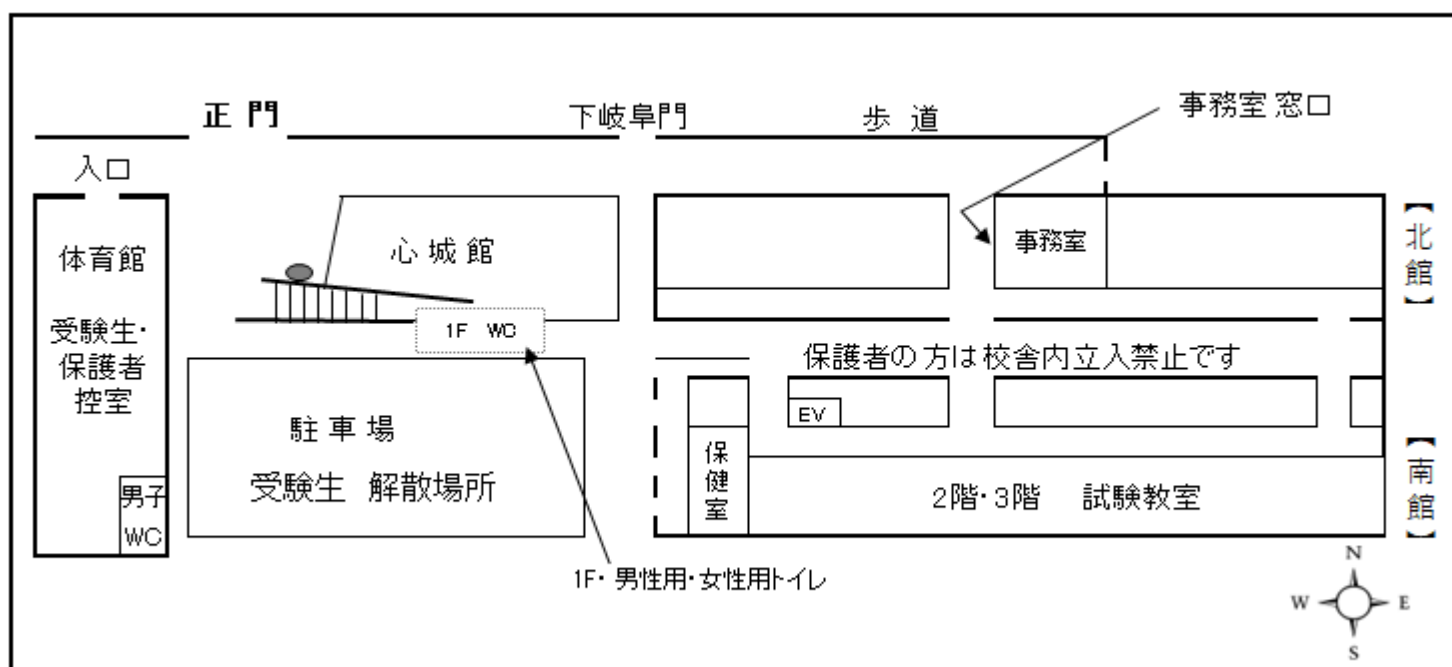 正門
下岐阜門
歩道
事務室窓口
入口
体育館
受験生・
保護者
控室
男子
WC
心城館
1F WC
駐車場
受験生 解散場所
1F・男性用・女性用トイレ
事務室
【北館】
保護者の方は校舎内立入禁止です
EV
保健室
2階・3階 試験教室
【南館】
N
W
E
S